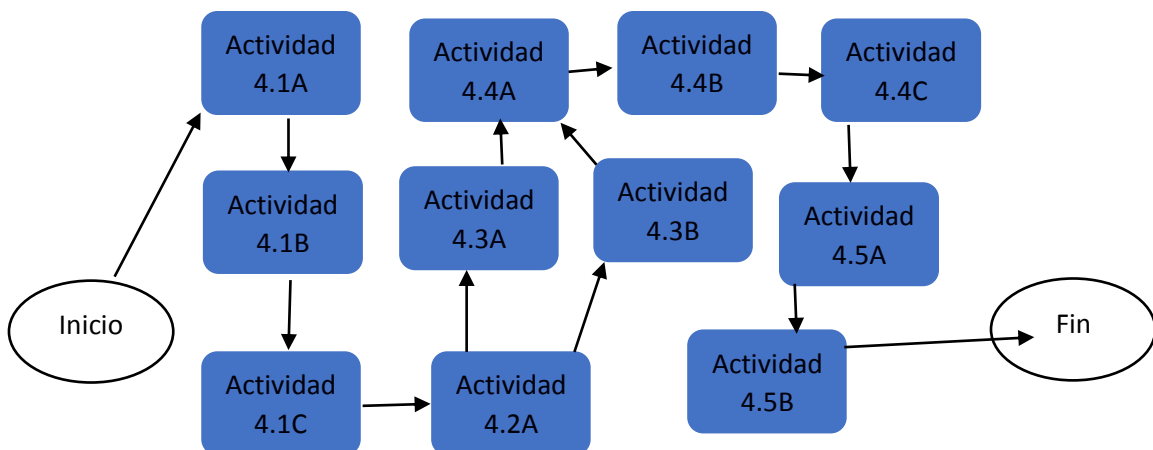 Inicio
Actividad
4.1A
Actividad
4.1B
Actividad
4.1C
Actividad
4.2A
Actividad
4.3A
Actividad
4.3B
Actividad
4.4A
Actividad
4.4B
Actividad
4.4C
Actividad
4.5A
Actividad
4.5B
Fin